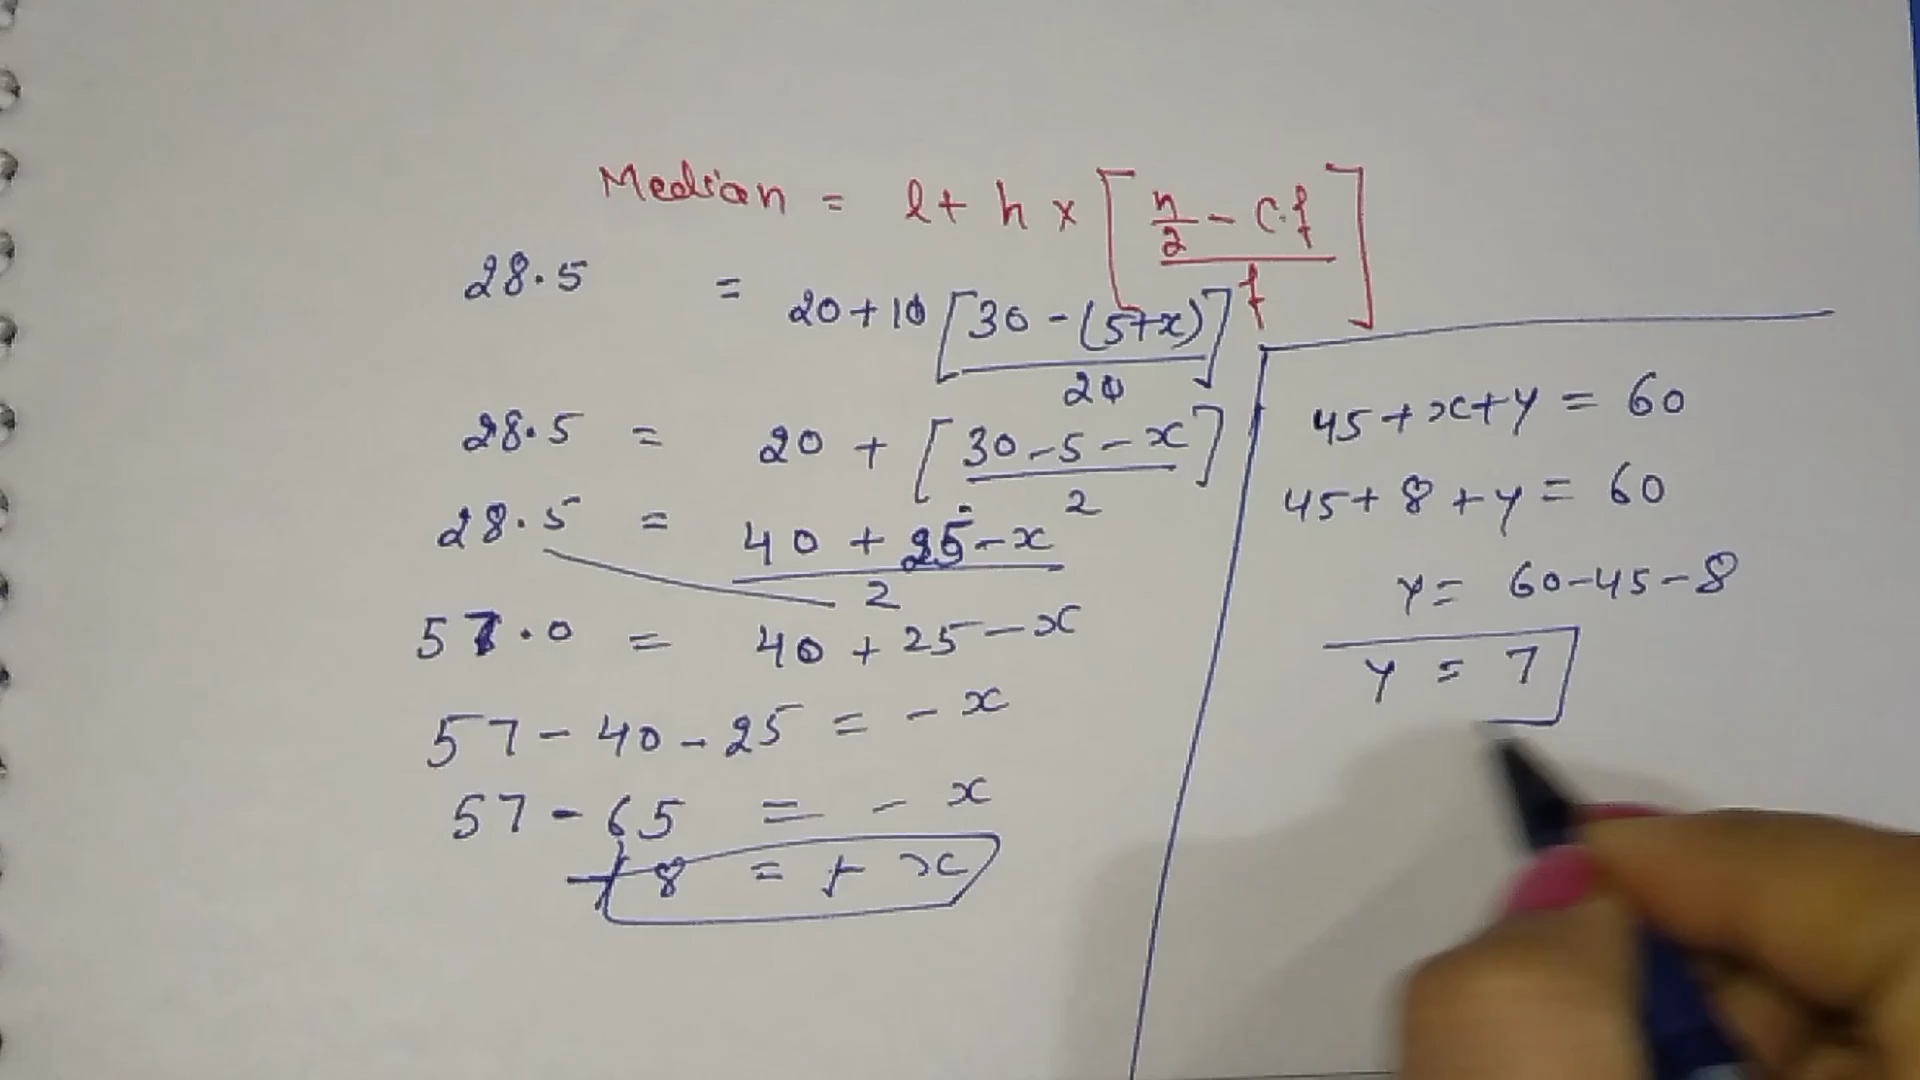 Median = l + h × [n/2 - c.f / f]
28.5 = 20 + 10 [30 - (5+x) / 20]
28.5 = 20 + [30 - 5 - x / 2]
28.5 = 40 + 25 - x / 2
57.0 = 40 + 25 - x
57 - 40 - 25 = - x
57 - 65 = - x
+ 8 = + x
45 + x + y = 60
45 + 8 + y = 60
y = 60 - 45 - 8
y = 7